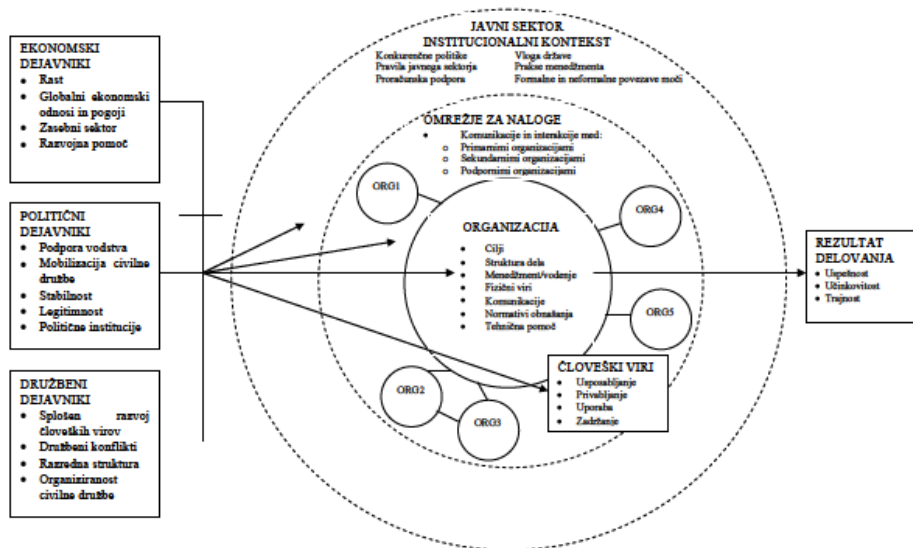 EKONOMSKI
DEJAVNIKI
• Rast
• Globalni ekonomski
odnosi in pogoji
• Zasebni sektor
• Razvojna pomoč
POLITIČNI
DEJAVNIKI
• Podpora vodstva
• Mobilizacija civilne
družbe
• Stabilnost
• Legitimnost
• Politične institucije
DRUŽBENI
DEJAVNIKI
• Splošen razvoj
človeških virov
• Družbeni konflikti
• Razredna struktura
• Organiziranost
civilne družbe
JAVNI SEKTOR
INSTITUCIONALNI KONTEKST
Konkurenčne politike Vloga države
Pravila javnega sektorja Prakse menedžmenta
Proračunska podpora Formalne in neformalne povezave moči
OMREŽJE ZA NALOGE
• Komunikacije in interakcije med:
o Primarnimi organizacijami
o Sekundarnimi organizacijami
o Podpornimi organizacijami
ORG1
ORG4
ORGANIZACIJA
• Cilji
• Struktura dela
• Menedžment/vodenje
• Fizični viri
• Komunikacije
• Normativi obnašanja
• Tehnična pomoč
ORG5
ORG2
ORG3
ČLOVEŠKI VIRI
• Usposabljanje
• Privabljanje
• Uporaba
• Zadržanje
REZULTAT
DELOVANJA
• Uspešnost
• Učinkovitost
• Trajnost